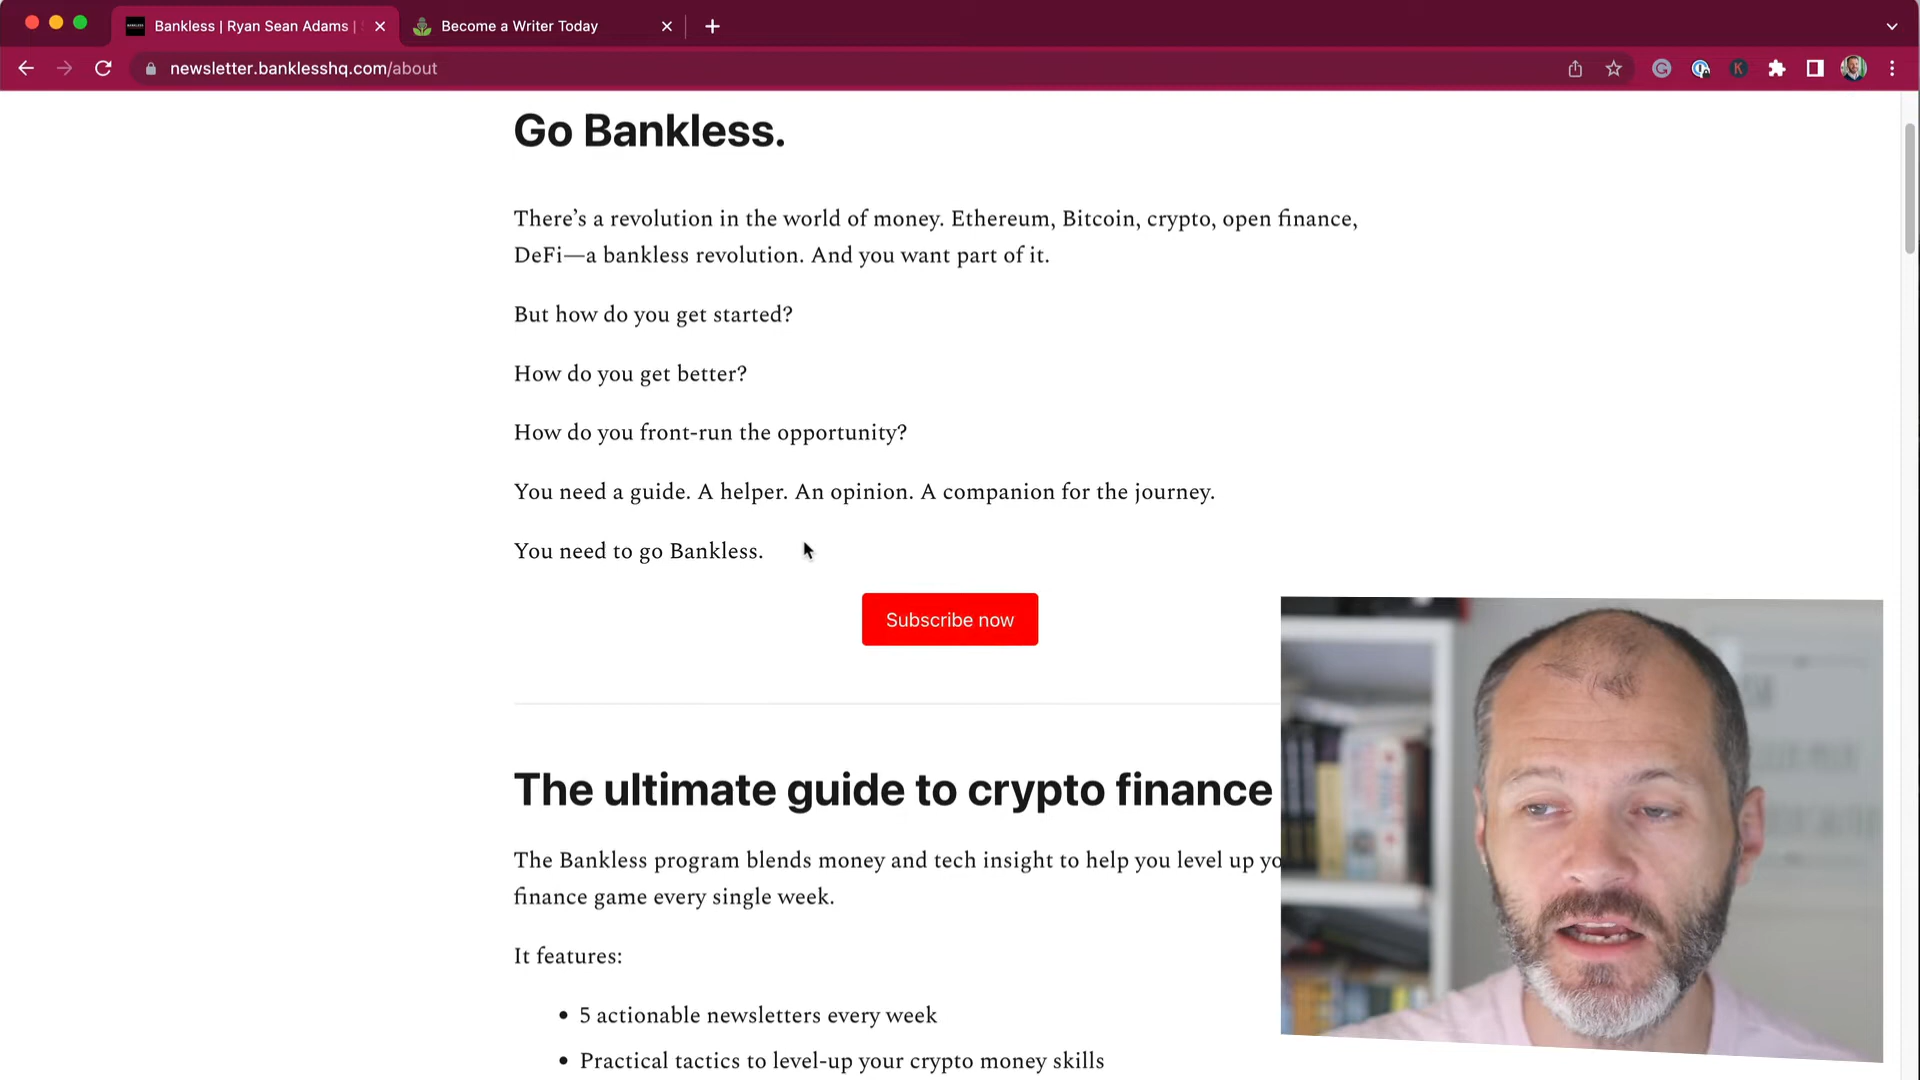 Bankless | Ryan Sean Adams |
Become a Writer Today
newsletter.banklesshq.com/about
Go Bankless.
There’s a revolution in the world of money. Ethereum, Bitcoin, crypto, open finance,
DeFi—a bankless revolution. And you want part of it.
But how do you get started?
How do you get better?
How do you front-run the opportunity?
You need a guide. A helper. An opinion. A companion for the journey.
You need to go Bankless.
Subscribe now
The ultimate guide to crypto finance
The Bankless program blends money and tech insight to help you level up yo
finance game every single week.
It features:
• 5 actionable newsletters every week
• Practical tactics to level-up your crypto money skills